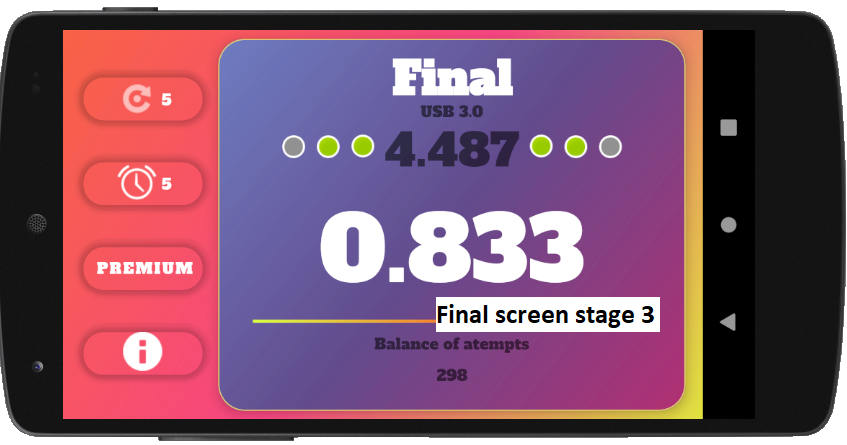 5
5
PREMIUM
Final
USB 3.0
4.487
0.833
Final screen stage 3
Balance of atempts
298